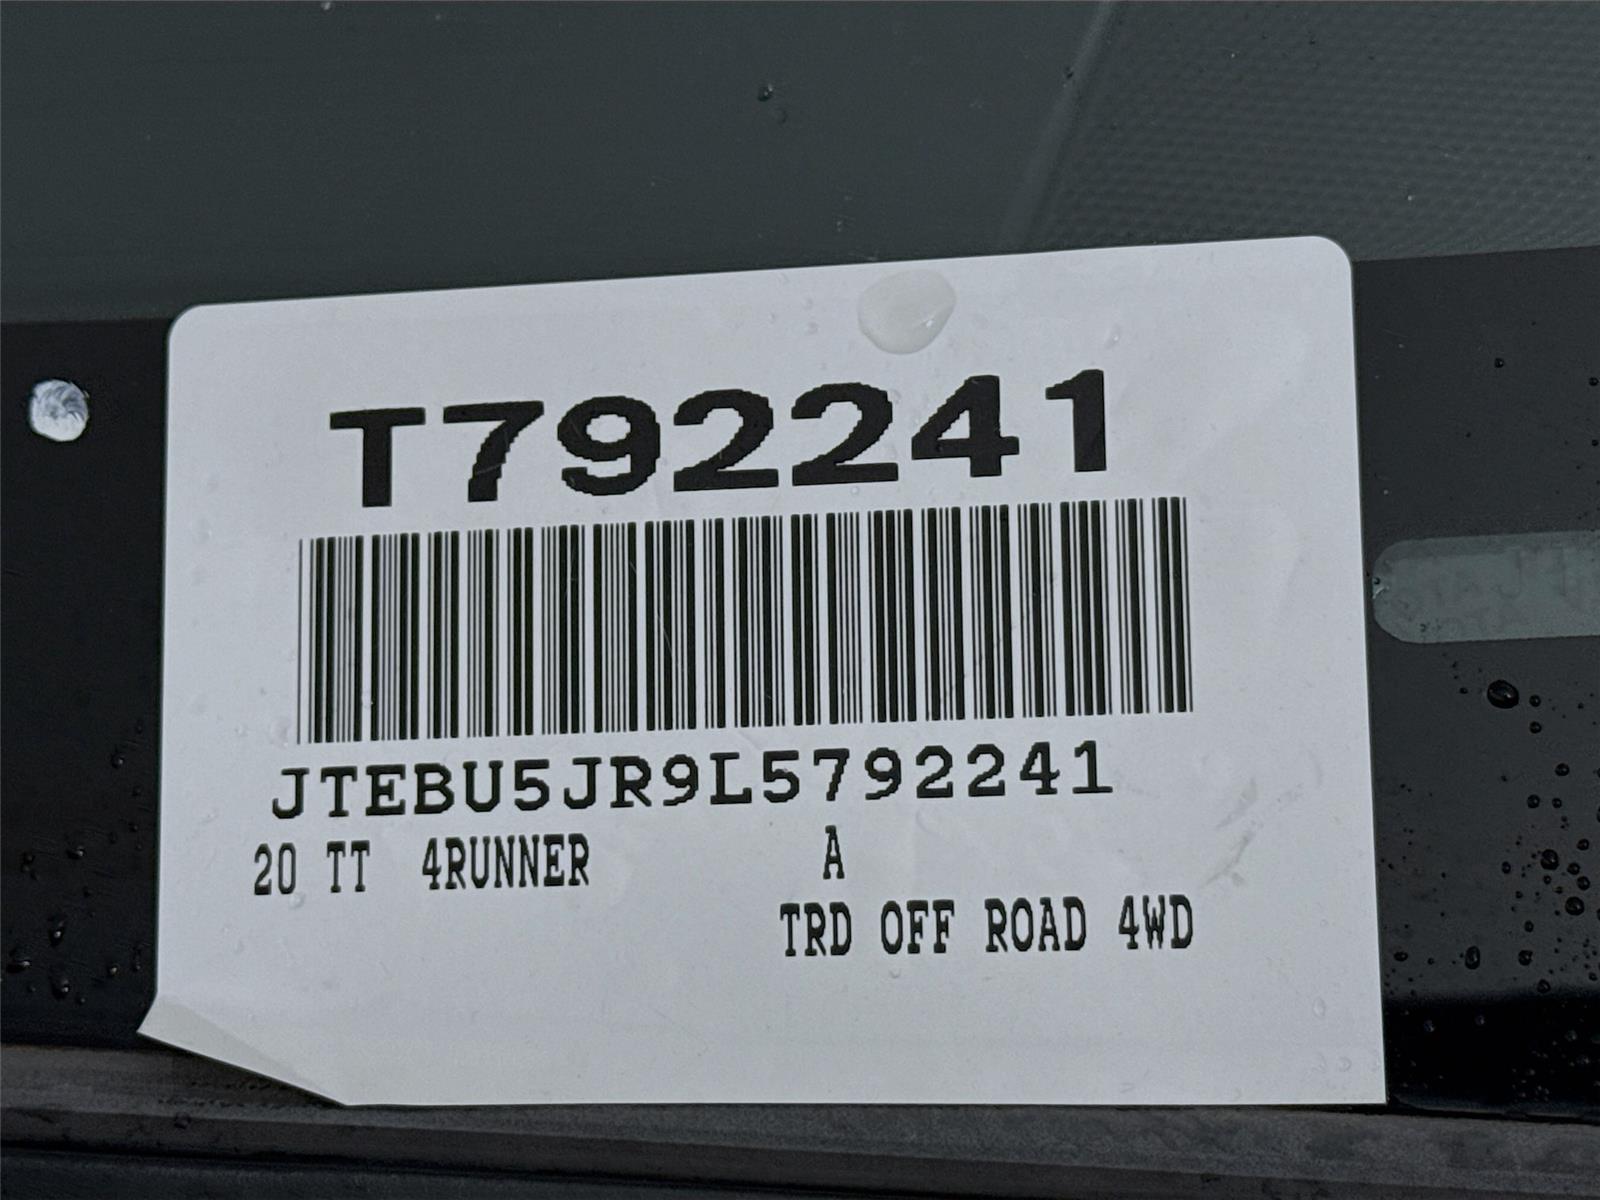 T792241
JTEBU5JR9L5792241
20 TT 4RUNNER A
TRD OFF ROAD 4WD